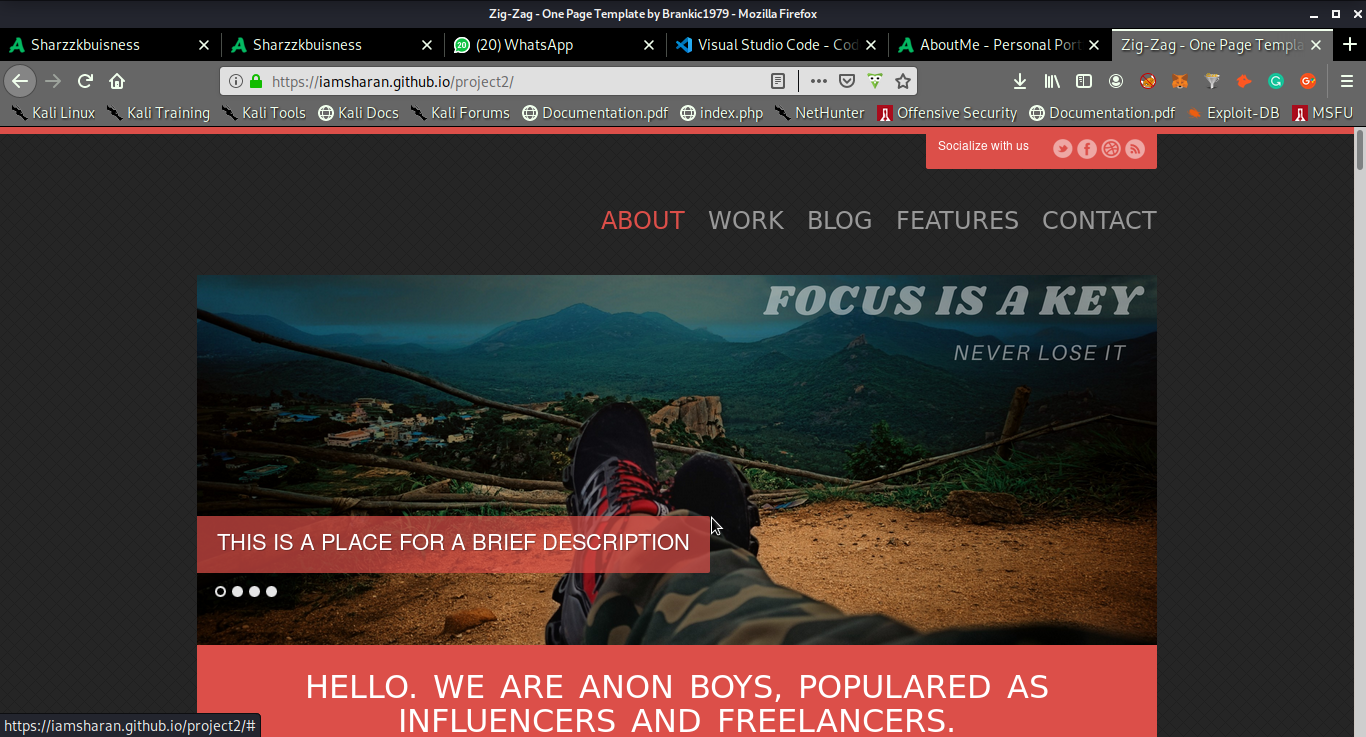 Zig-Zag - One Page Template by Brankic1979 - Mozilla Firefox
Sharzzkbuisness
Sharzzkbuisness
(20) WhatsApp
Visual Studio Code - Cod
AboutMe - Personal Port
Zig-Zag - One Page Templa
https://iamsharan.github.io/project2/
Kali Linux
Kali Training
Kali Tools
Kali Docs
Kali Forums
Documentation.pdf
index.php
NetHunter
Offensive Security
Documentation.pdf
Exploit-DB
MSFU
Socialize with us
ABOUT
WORK
BLOG
FEATURES
CONTACT
FOCUS IS A KEY
NEVER LOSE IT
THIS IS A PLACE FOR A BRIEF DESCRIPTION
HELLO. WE ARE ANON BOYS, POPULARED AS
INFLUENCERS AND FREELANCERS.
https://iamsharan.github.io/project2/#